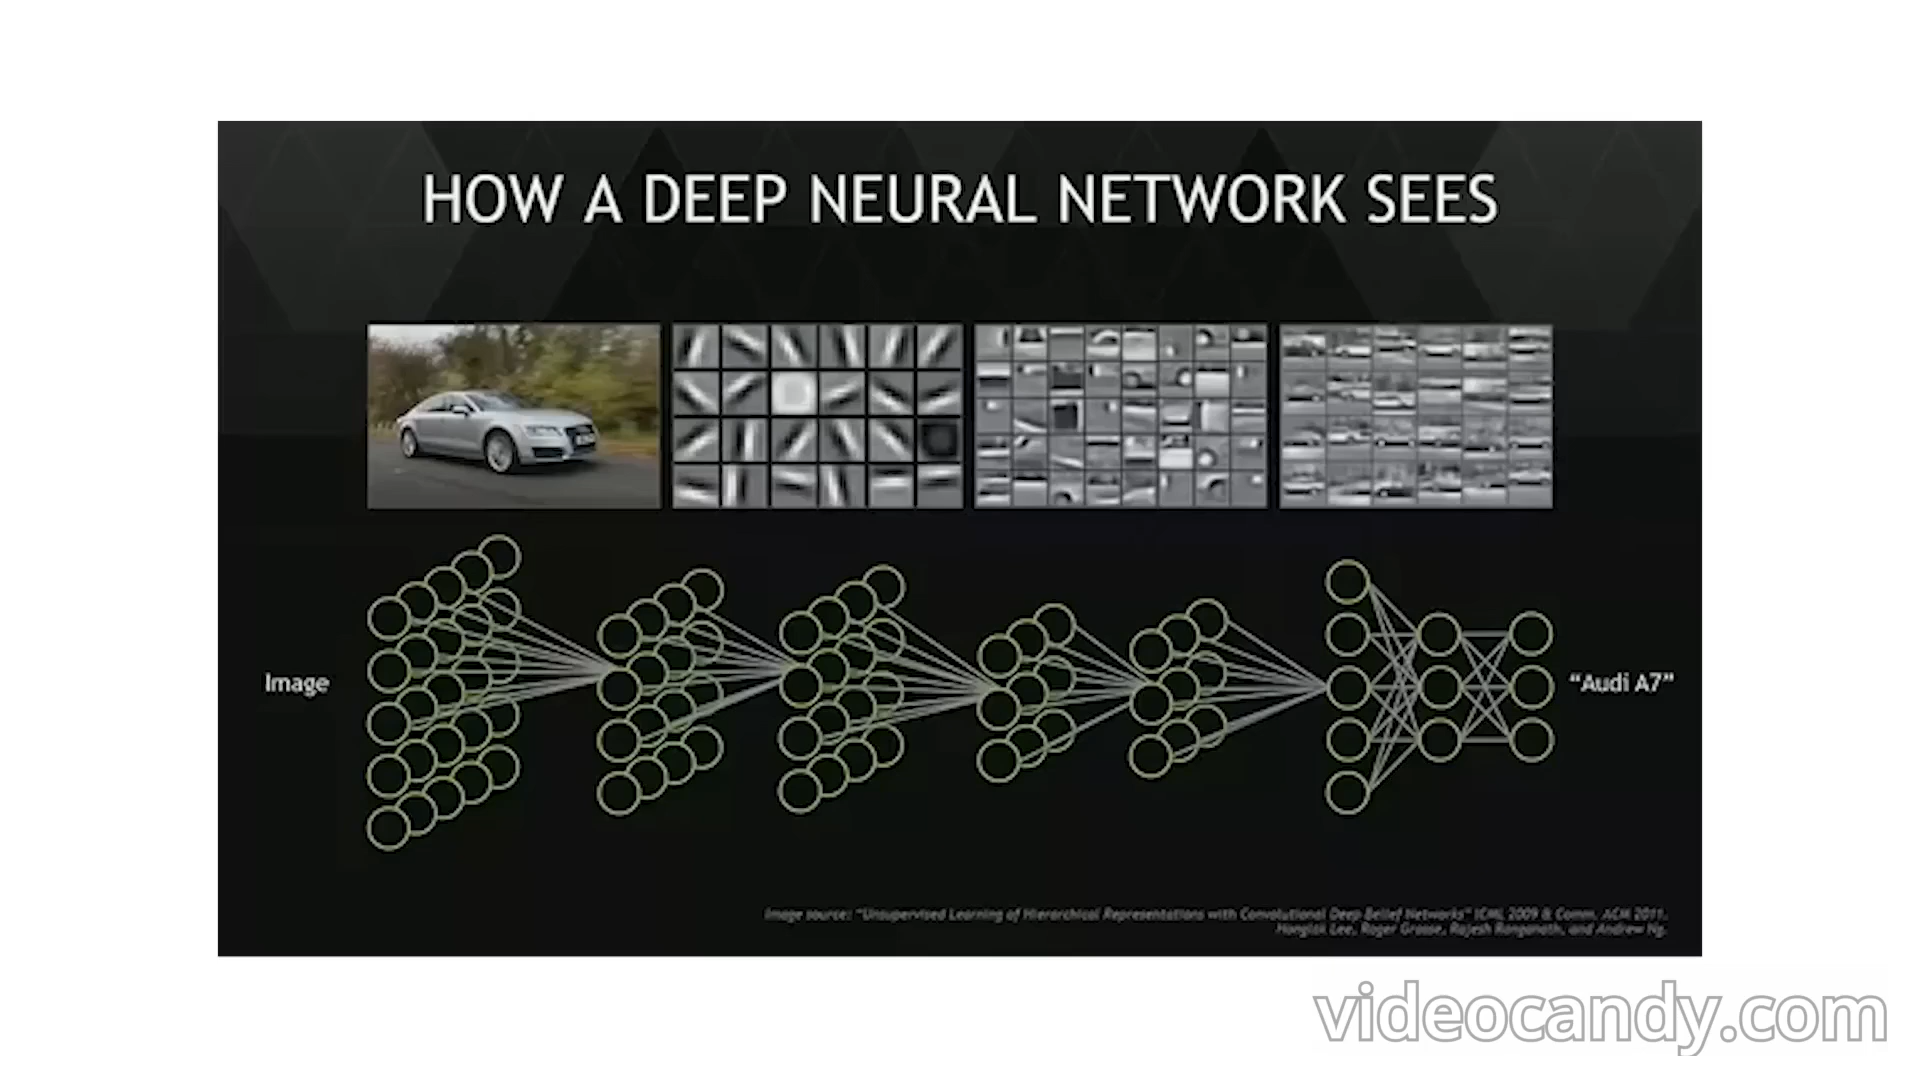 HOW A DEEP NEURAL NETWORK SEES
Image
"Audi A7"
Image source: "Unsupervised Learning of Hierarchical Representations with Convolutional Deep Belief Networks" ICML 2009 & Comm. ACM 2011.
Honglak Lee, Roger Grosse, Rajesh Ranganath, and Andrew Ng.
videocandy.com